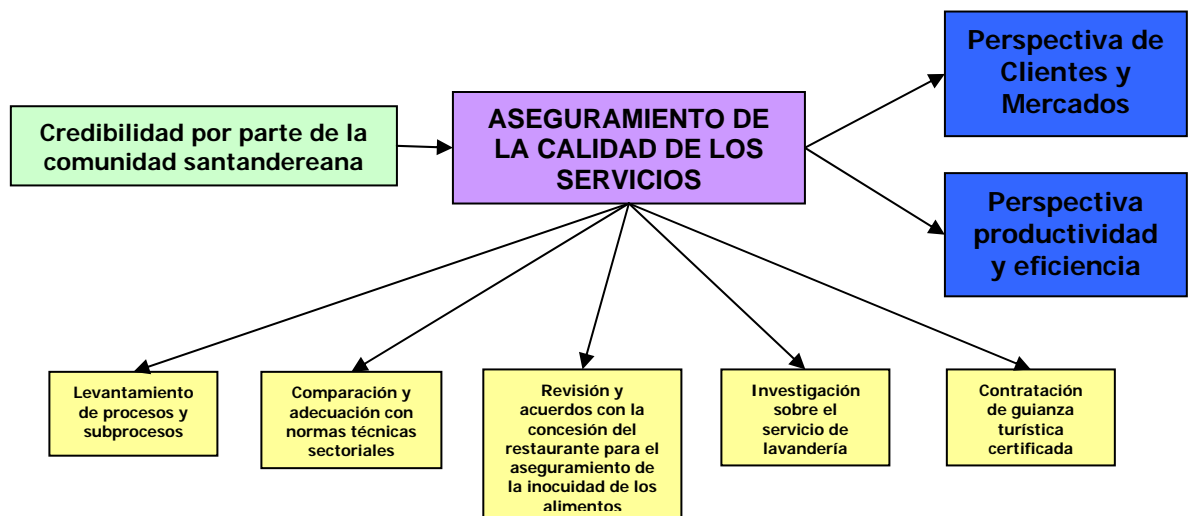 Perspectiva de
Clientes y
Mercados
Credibilidad por parte de la
comunidad santandereana
ASEGURAMIENTO DE
LA CALIDAD DE LOS
SERVICIOS
Perspectiva
productividad
y eficiencia
Levantamiento
de procesos y
subprocesos
Comparación y
adecuación con
normas técnicas
sectoriales
Revisión y
acuerdos con la
concesión del
restaurante para el
aseguramiento de
la inocuidad de los
alimentos
Investigación
sobre el
servicio de
lavandería
Contratación
de guianza
turística
certificada